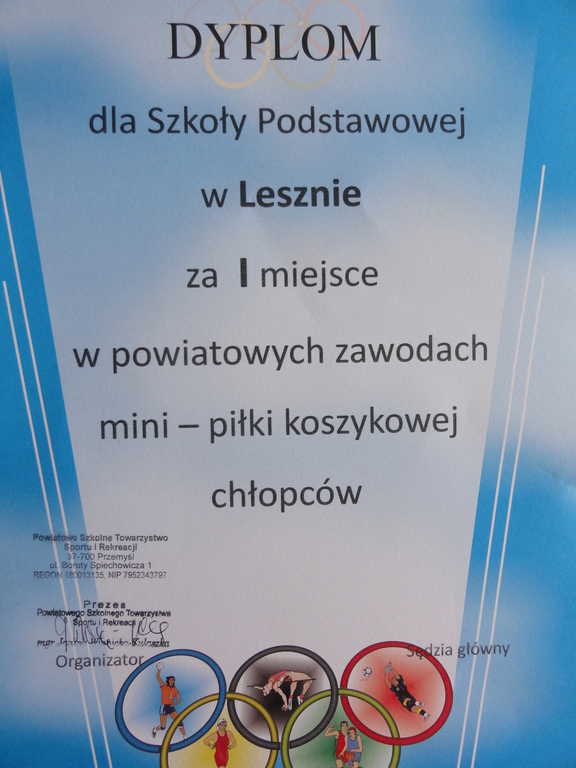 DYPLOM
dla Szkoły Podstawowej
w Lesznie
za I miejsce
w powiatowych zawodach
mini – piłki koszykowej
chłopców
Powiatowe Szkolne Towarzystwo
Sportu i Rekreacji
37-700 Przemyśl
ul. Boruty Spiechowicza 1
REGON 180013135, NIP 7952343797
Prezes
Powiatowego Szkolnego Towarzystwa
Sportu i Rekreacji
mgr
Organizator
Sędzia główny